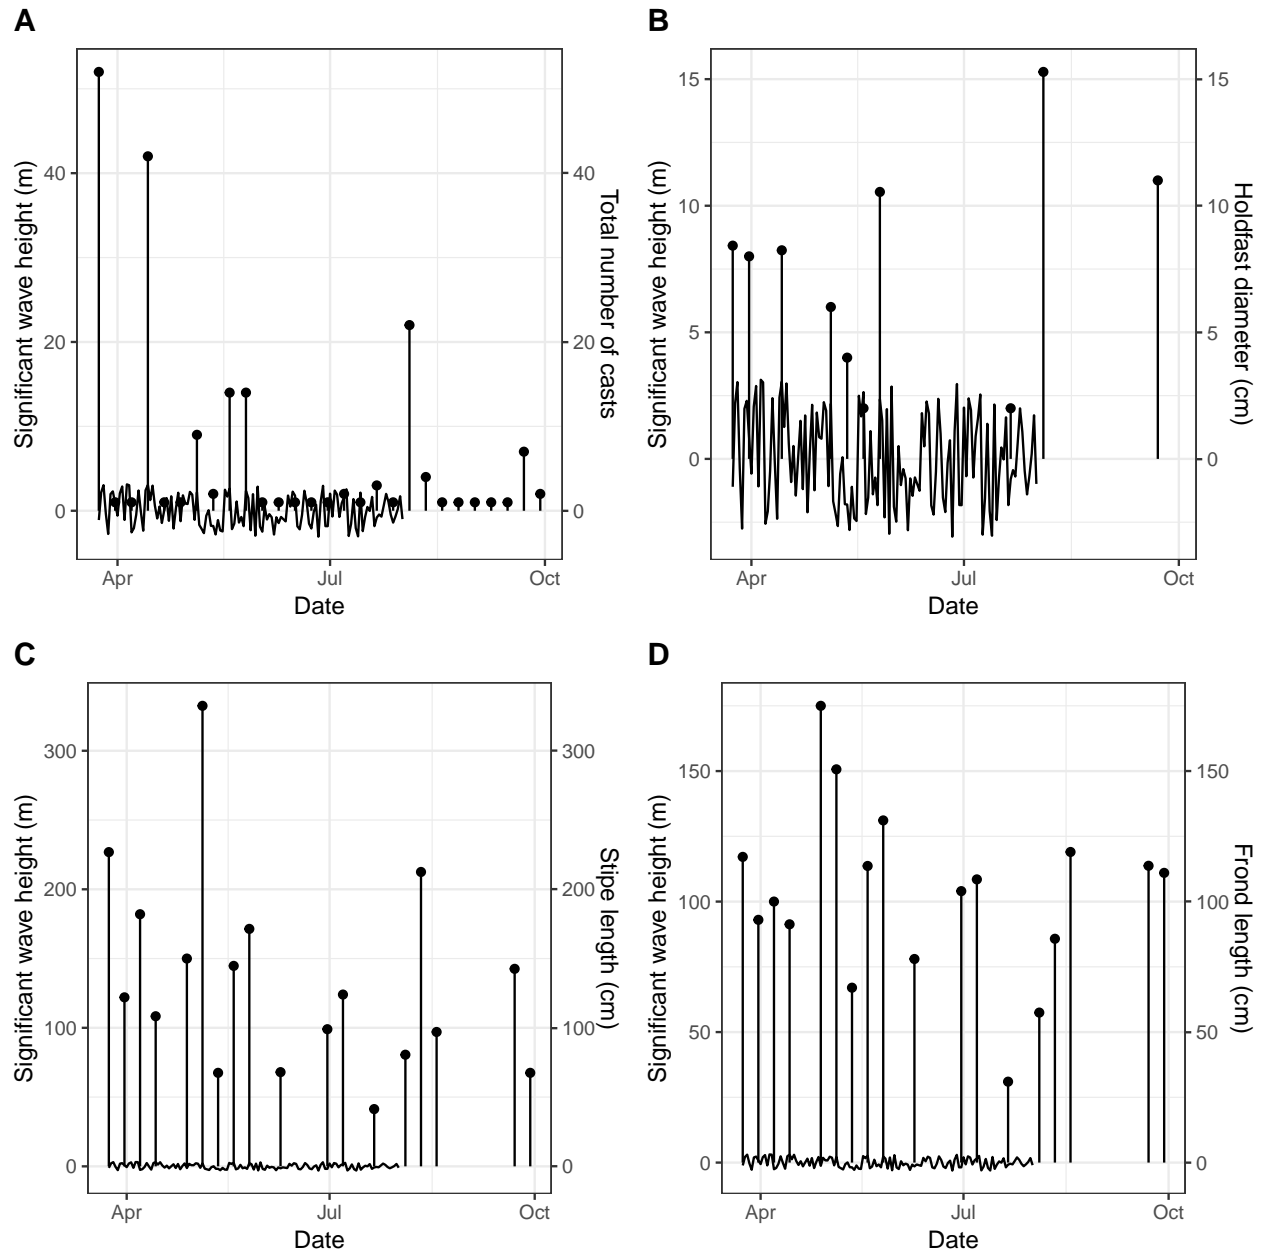 A
Significant wave height (m)
40
20
0
40
20
0
Total number of casts
Apr
Jul
Oct
Date
B
Significant wave height (m)
15
10
5
0
15
10
5
0
Holdfast diameter (cm)
Apr
Jul
Oct
Date
C
Significant wave height (m)
300
200
100
0
300
200
100
0
Stipe length (cm)
Apr
Jul
Oct
Date
D
Significant wave height (m)
150
100
50
0
150
100
50
0
Frond length (cm)
Apr
Jul
Oct
Date